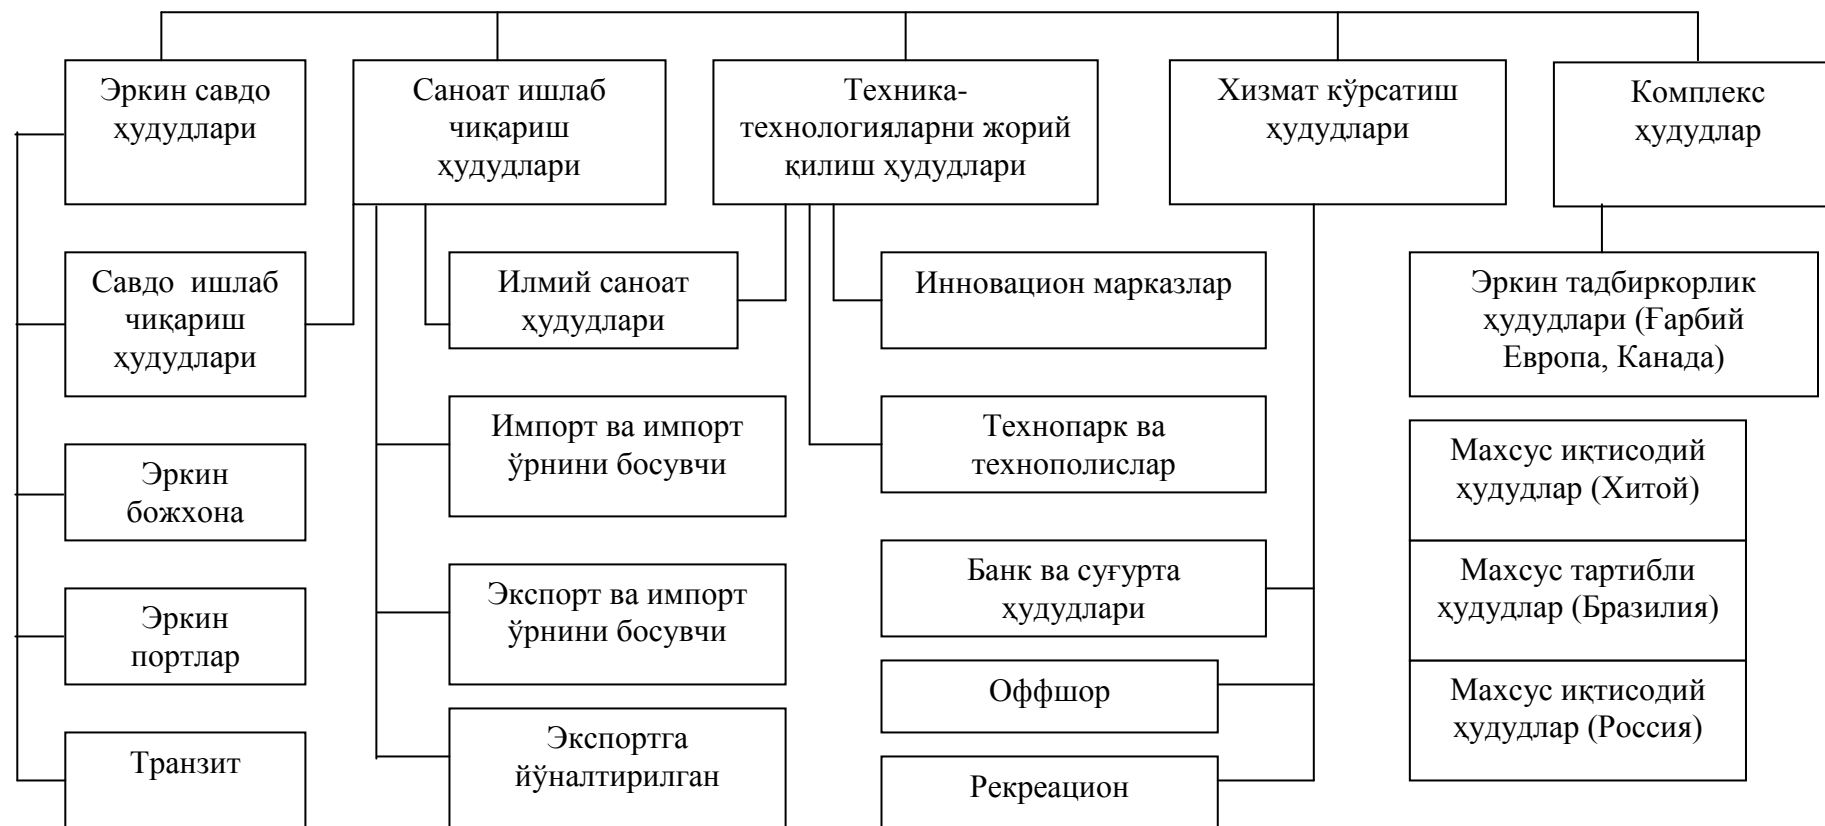 Эркин савдо
ҳудудлари
Саноат ишлаб
чиқариш
ҳудудлари
Техника-
технологияларни жорий
қилиш ҳудудлари
Хизмат кўрсатиш
ҳудудлари
Комплекс
ҳудудлар
Савдо ишлаб
чиқариш
ҳудудлари
Илмий саноат
ҳудудлари
Инновацион марказлар
Эркин тадбиркорлик
ҳудудлари (Ғарбий
Европа, Канада)
Эркин
божхона
Импорт ва импорт
ўрнини босувчи
Технопарк ва
технополислар
Махсус иқтисодий
ҳудудлар (Хитой)
Эркин
портлар
Экспорт ва импорт
ўрнини босувчи
Банк ва суғурта
ҳудудлари
Махсус тартибли
ҳудудлар (Бразилия)
Оффшор
Махсус иқтисодий
ҳудудлар (Россия)
Транзит
Экспортга
йўналтирилган
Рекреацион